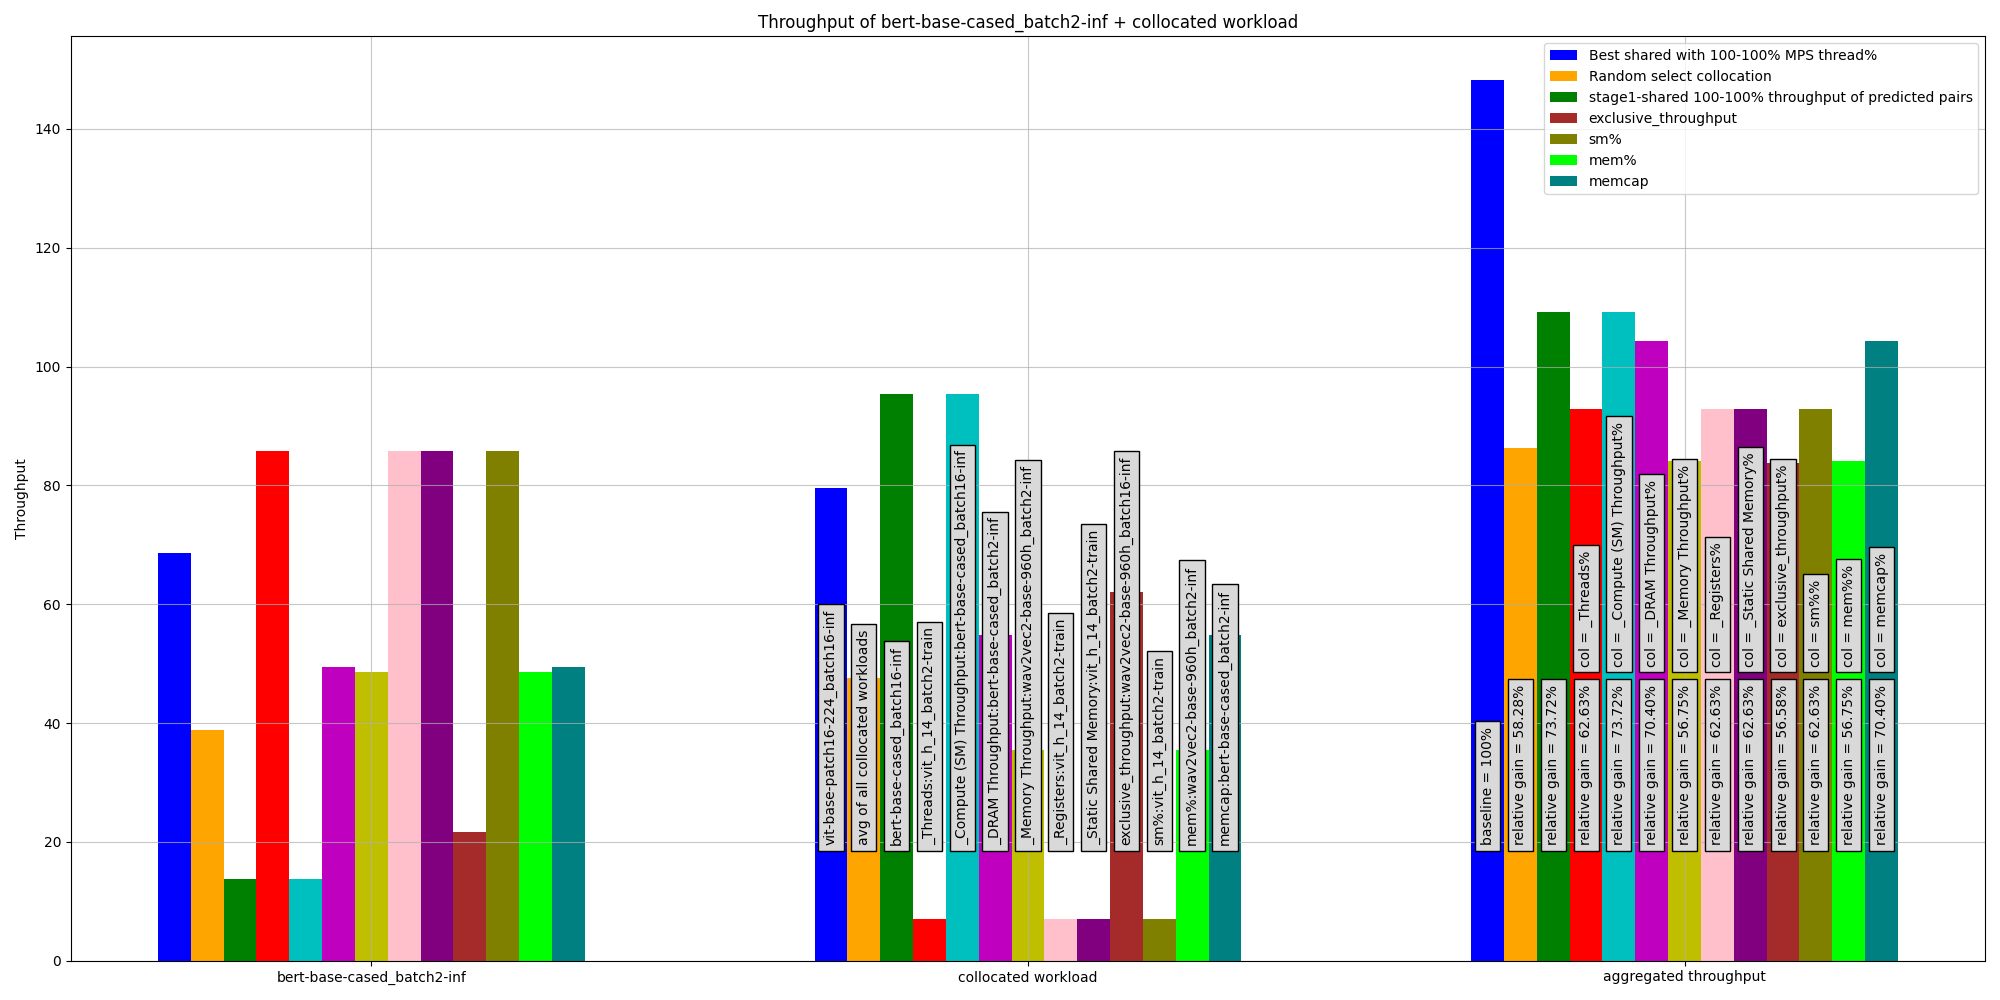 Throughput of bert-base-cased_batch2-inf + collocated workload
Best shared with 100-100% MPS thread%
Random select collocation
stage1-shared 100-100% throughput of predicted pairs
exclusive_throughput
sm%
mem%
memcap
Throughput
140
120
100
80
60
40
20
0
vit-base-patch16-224_batch16-inf
avg of all collocated workloads
bert-base-cased_batch16-inf
_Threads:vit_h_14_batch2-train
_Compute (SM) Throughput:bert-base-cased_batch16-inf
_DRAM Throughput:bert-base-cased_batch2-inf
_Memory Throughput:wav2vec2-base-960h_batch2-inf
_Registers:vit_h_14_batch2-train
_Static Shared Memory:vit_h_14_batch2-train
exclusive_throughput:wav2vec2-base-960h_batch16-inf
sm%:vit_h_14_batch2-train
mem%:wav2vec2-base-960h_batch2-inf
memcap:bert-base-cased_batch2-inf
col = _Threads%
col = _Compute (SM) Throughput%
col = _DRAM Throughput%
col = _Memory Throughput%
col = _Registers%
col = _Static Shared Memory%
col = exclusive_throughput%
col = sm%%
col = mem%%
col = memcap%
baseline = 100%
relative gain = 58.28%
relative gain = 73.72%
relative gain = 62.63%
relative gain = 73.72%
relative gain = 70.40%
relative gain = 56.75%
relative gain = 62.63%
relative gain = 62.63%
relative gain = 56.58%
relative gain = 62.63%
relative gain = 56.75%
relative gain = 70.40%
bert-base-cased_batch2-inf
collocated workload
aggregated throughput